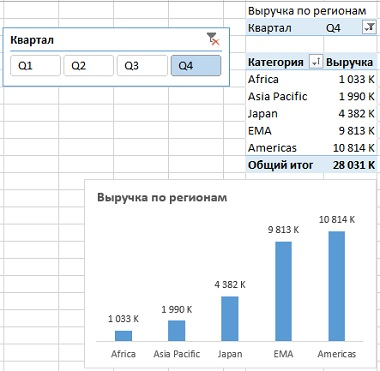 Выручка по регионам
Квартал Q4
Квартал
Q1 Q2 Q3 Q4
Категория Выручка
Africa 1 033 K
Asia Pacific 1 990 K
Japan 4 382 K
EMA 9 813 K
Americas 10 814 K
Общий итог 28 031 K
Выручка по регионам
1 033 K 1 990 K 4 382 K 9 813 K 10 814 K
Africa Asia Pacific Japan EMA Americas